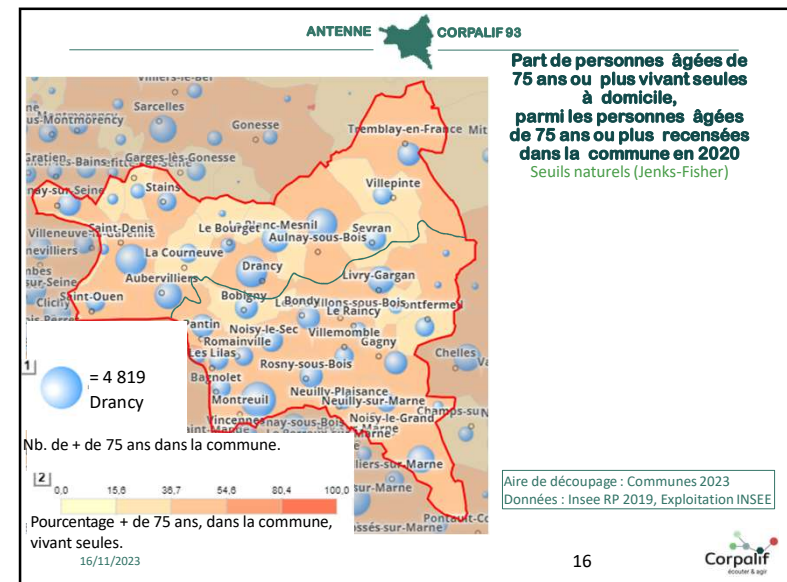 ANTENNE CORPALIF 93
Part de personnes âgées de
75 ans ou plus vivant seules
à domicile,
parmi les personnes âgées
de 75 ans ou plus recensées
dans la commune en 2020
Seuils naturels (Jenks-Fisher)
Sarcelles
Gonesse
Tremblay-en-France
Garges-lès-Gonesse
Stains
Villepinte
Saint-Denis
Le Bourget
Sevran
Aulnay-sous-Bois
La Courneuve
Drancy
Aubervilliers
Livry-Gargan
Saint-Ouen
Clichy
Bobigny
Bondy
Le Raincy
Pantin
Noisy-le-Sec
Villemomble
Romainville
Gagny
Les Lilas
Chelles
Rosny-sous-Bois
Bagnolet
Neuilly-Plaisance
Montreuil
Neuilly-sur-Marne
Noisy-le-Grand
1
= 4 819
Drancy
Nb. de + de 75 ans dans la commune.
2
0,0 15,6 38,7 54,6 80,4 100,0
Pourcentage + de 75 ans, dans la commune,
vivant seules.
Aire de découpage : Communes 2023
Données : Insee RP 2019, Exploitation INSEE
16/11/2023
16
Corpalif
écouter & agir